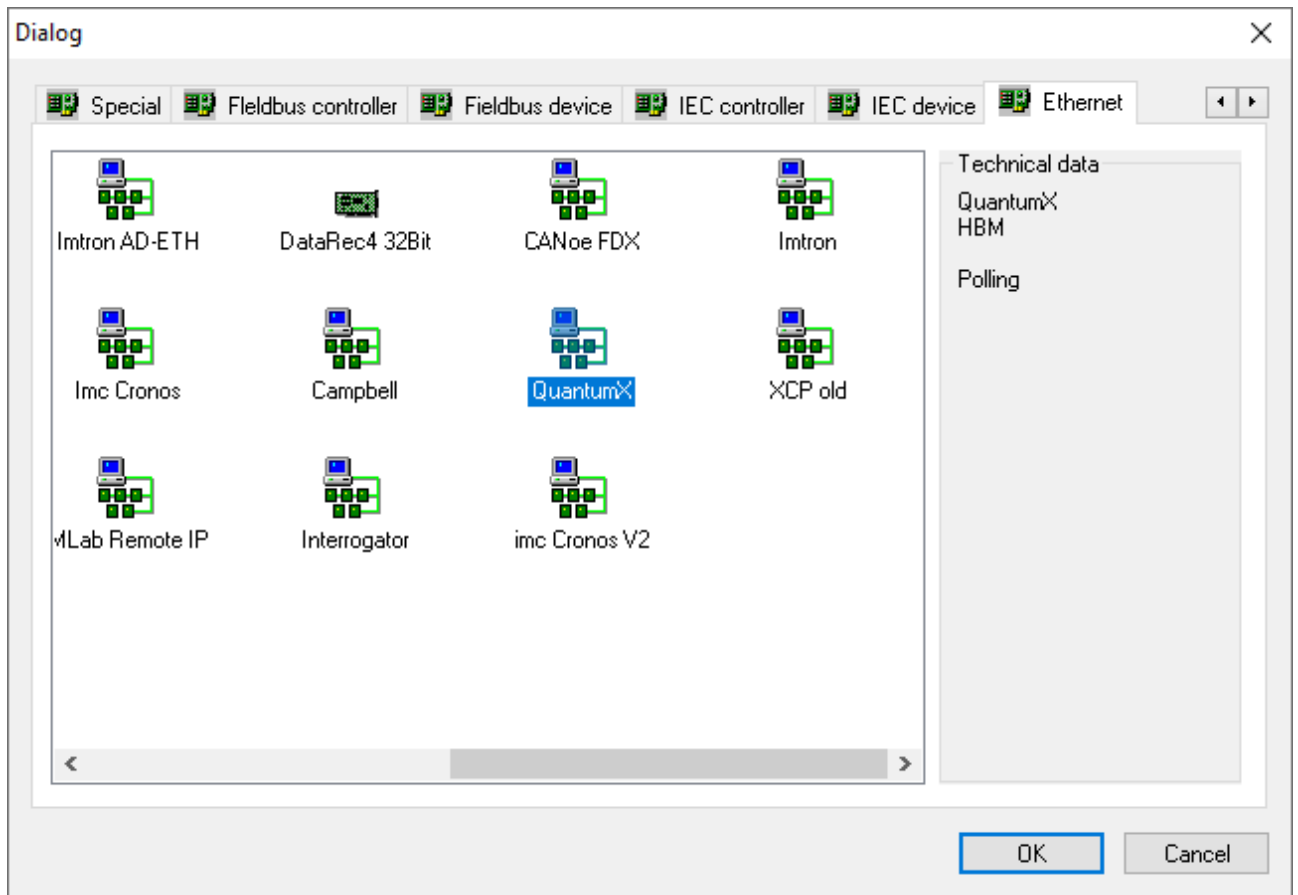 Dialog
Special
FIeldbus controller
Fieldbus device
IEC controller
IEC device
Ethernet
Technical data
QuantumX
HBM
Polling
Imtron AD-ETH
DataRec4 32Bit
CANoe FDX
Imtron
Imc Cronos
Campbell
QuantumX
XCP old
MLab Remote IP
Interrogator
imc Cronos V2
OK
Cancel